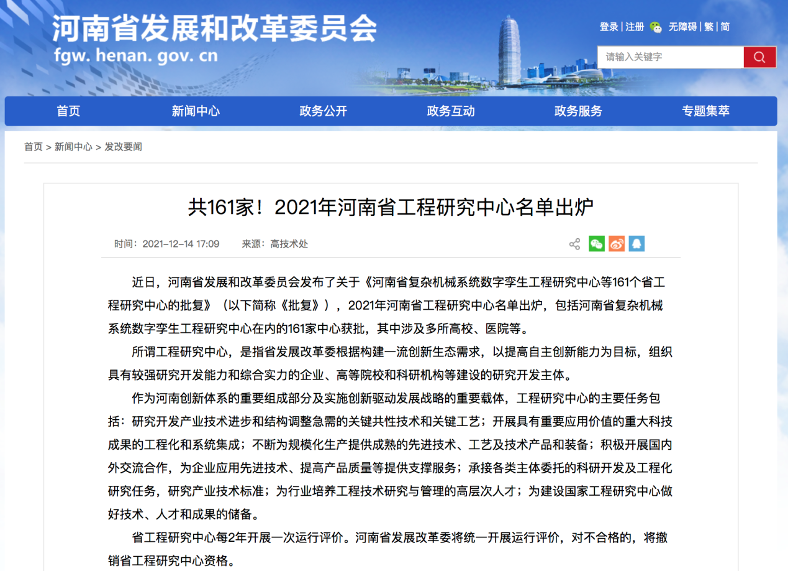 河南省发展和改革委员会
fgw. henan. gov. cn
登录 | 注册 无障碍 | 繁 | 简
请输入关键字
首页 新闻中心 政务公开 政务互动 政务服务 专题集萃
首页 > 新闻中心 > 发改要闻
共161家！2021年河南省工程研究中心名单出炉
时间：2021-12-14 17:09 来源：高技术处
近日，河南省发展和改革委员会发布了关于《河南省复杂机械系统数字孪生工程研究中心等161个省工
程研究中心的批复》（以下简称《批复》），2021年河南省工程研究中心名单出炉，包括河南省复杂机械
系统数字孪生工程研究中心在内的161家中心获批，其中涉及多所高校、医院等。
所谓工程研究中心，是指省发展改革委根据构建一流创新生态需求，以提高自主创新能力为目标，组织
具有较强研究开发能力和综合实力的企业、高等院校和科研机构等建设的研究开发主体。
作为河南创新体系的重要组成部分及实施创新驱动发展战略的重要载体，工程研究中心的主要任务包
括：研究开发产业技术进步和结构调整急需的关键共性技术和关键工艺；开展具有重要应用价值的重大科技
成果的工程化和系统集成；不断为规模化生产提供成熟的先进技术、工艺及技术产品和装备；积极开展国内
外交流合作，为企业应用先进技术、提高产品质量等提供支撑服务；承接各类主体委托的科研开发及工程化
研究任务，研究产业技术标准；为行业培养工程技术研究与管理的高层次人才；为建设国家工程研究中心做
好技术、人才和成果的储备。
省工程研究中心每2年开展一次运行评价。河南省发展改革委将统一开展运行评价，对不合格的，将撤
销省工程研究中心资格。